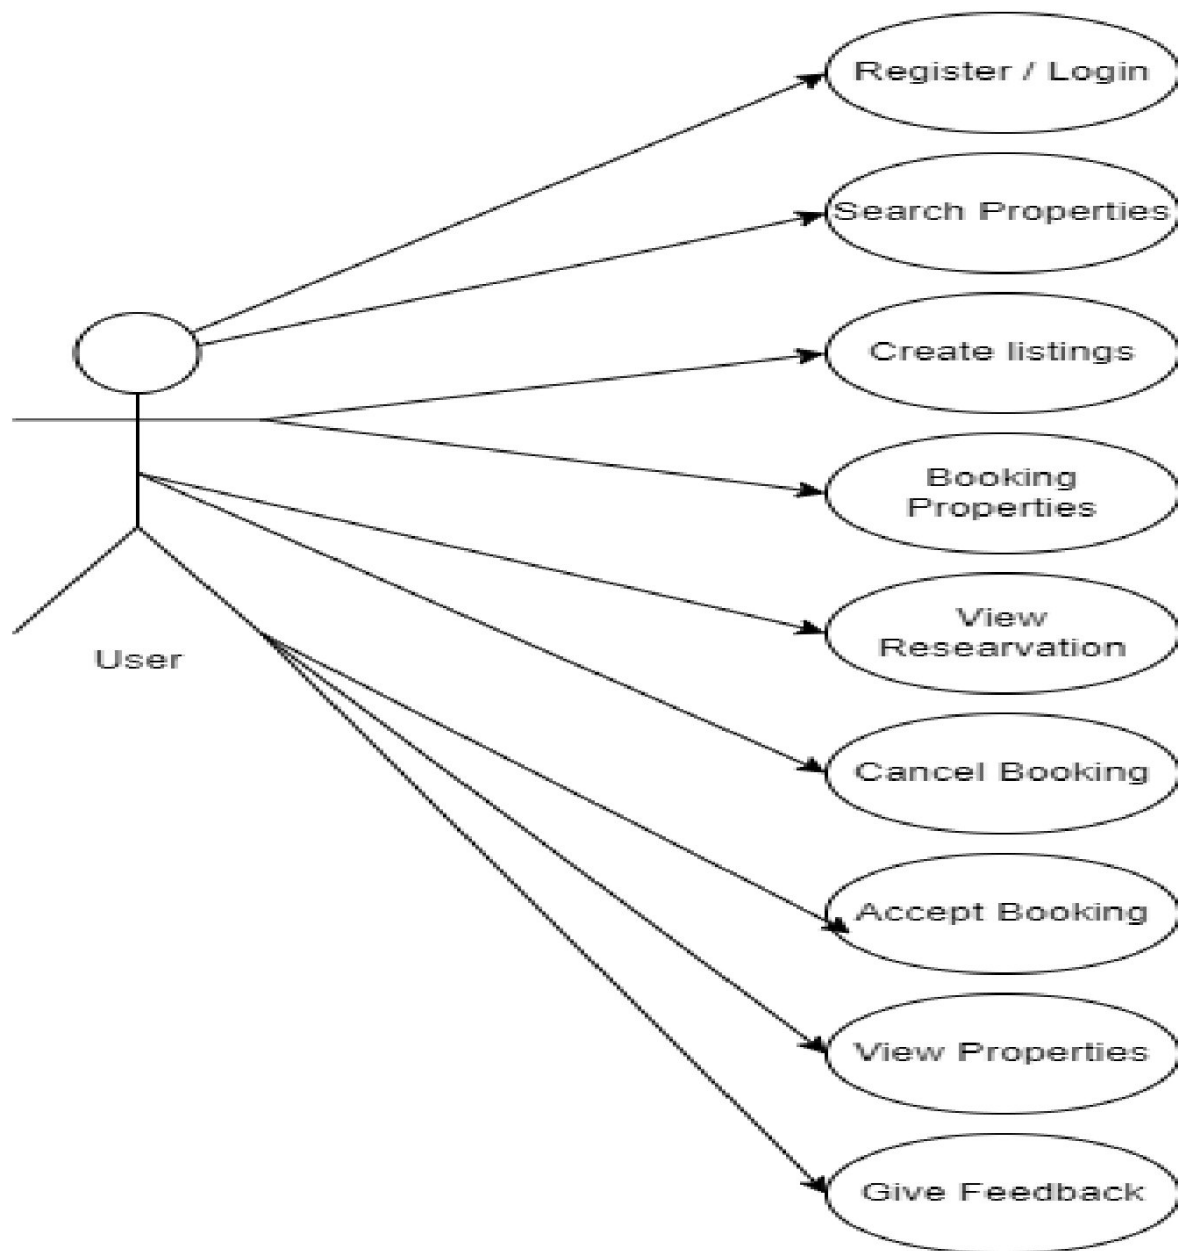 Register / Login
Search Properties
Create listings
Booking
Properties
View
Researvation
User
Cancel Booking
Accept Booking
View Properties
Give Feedback